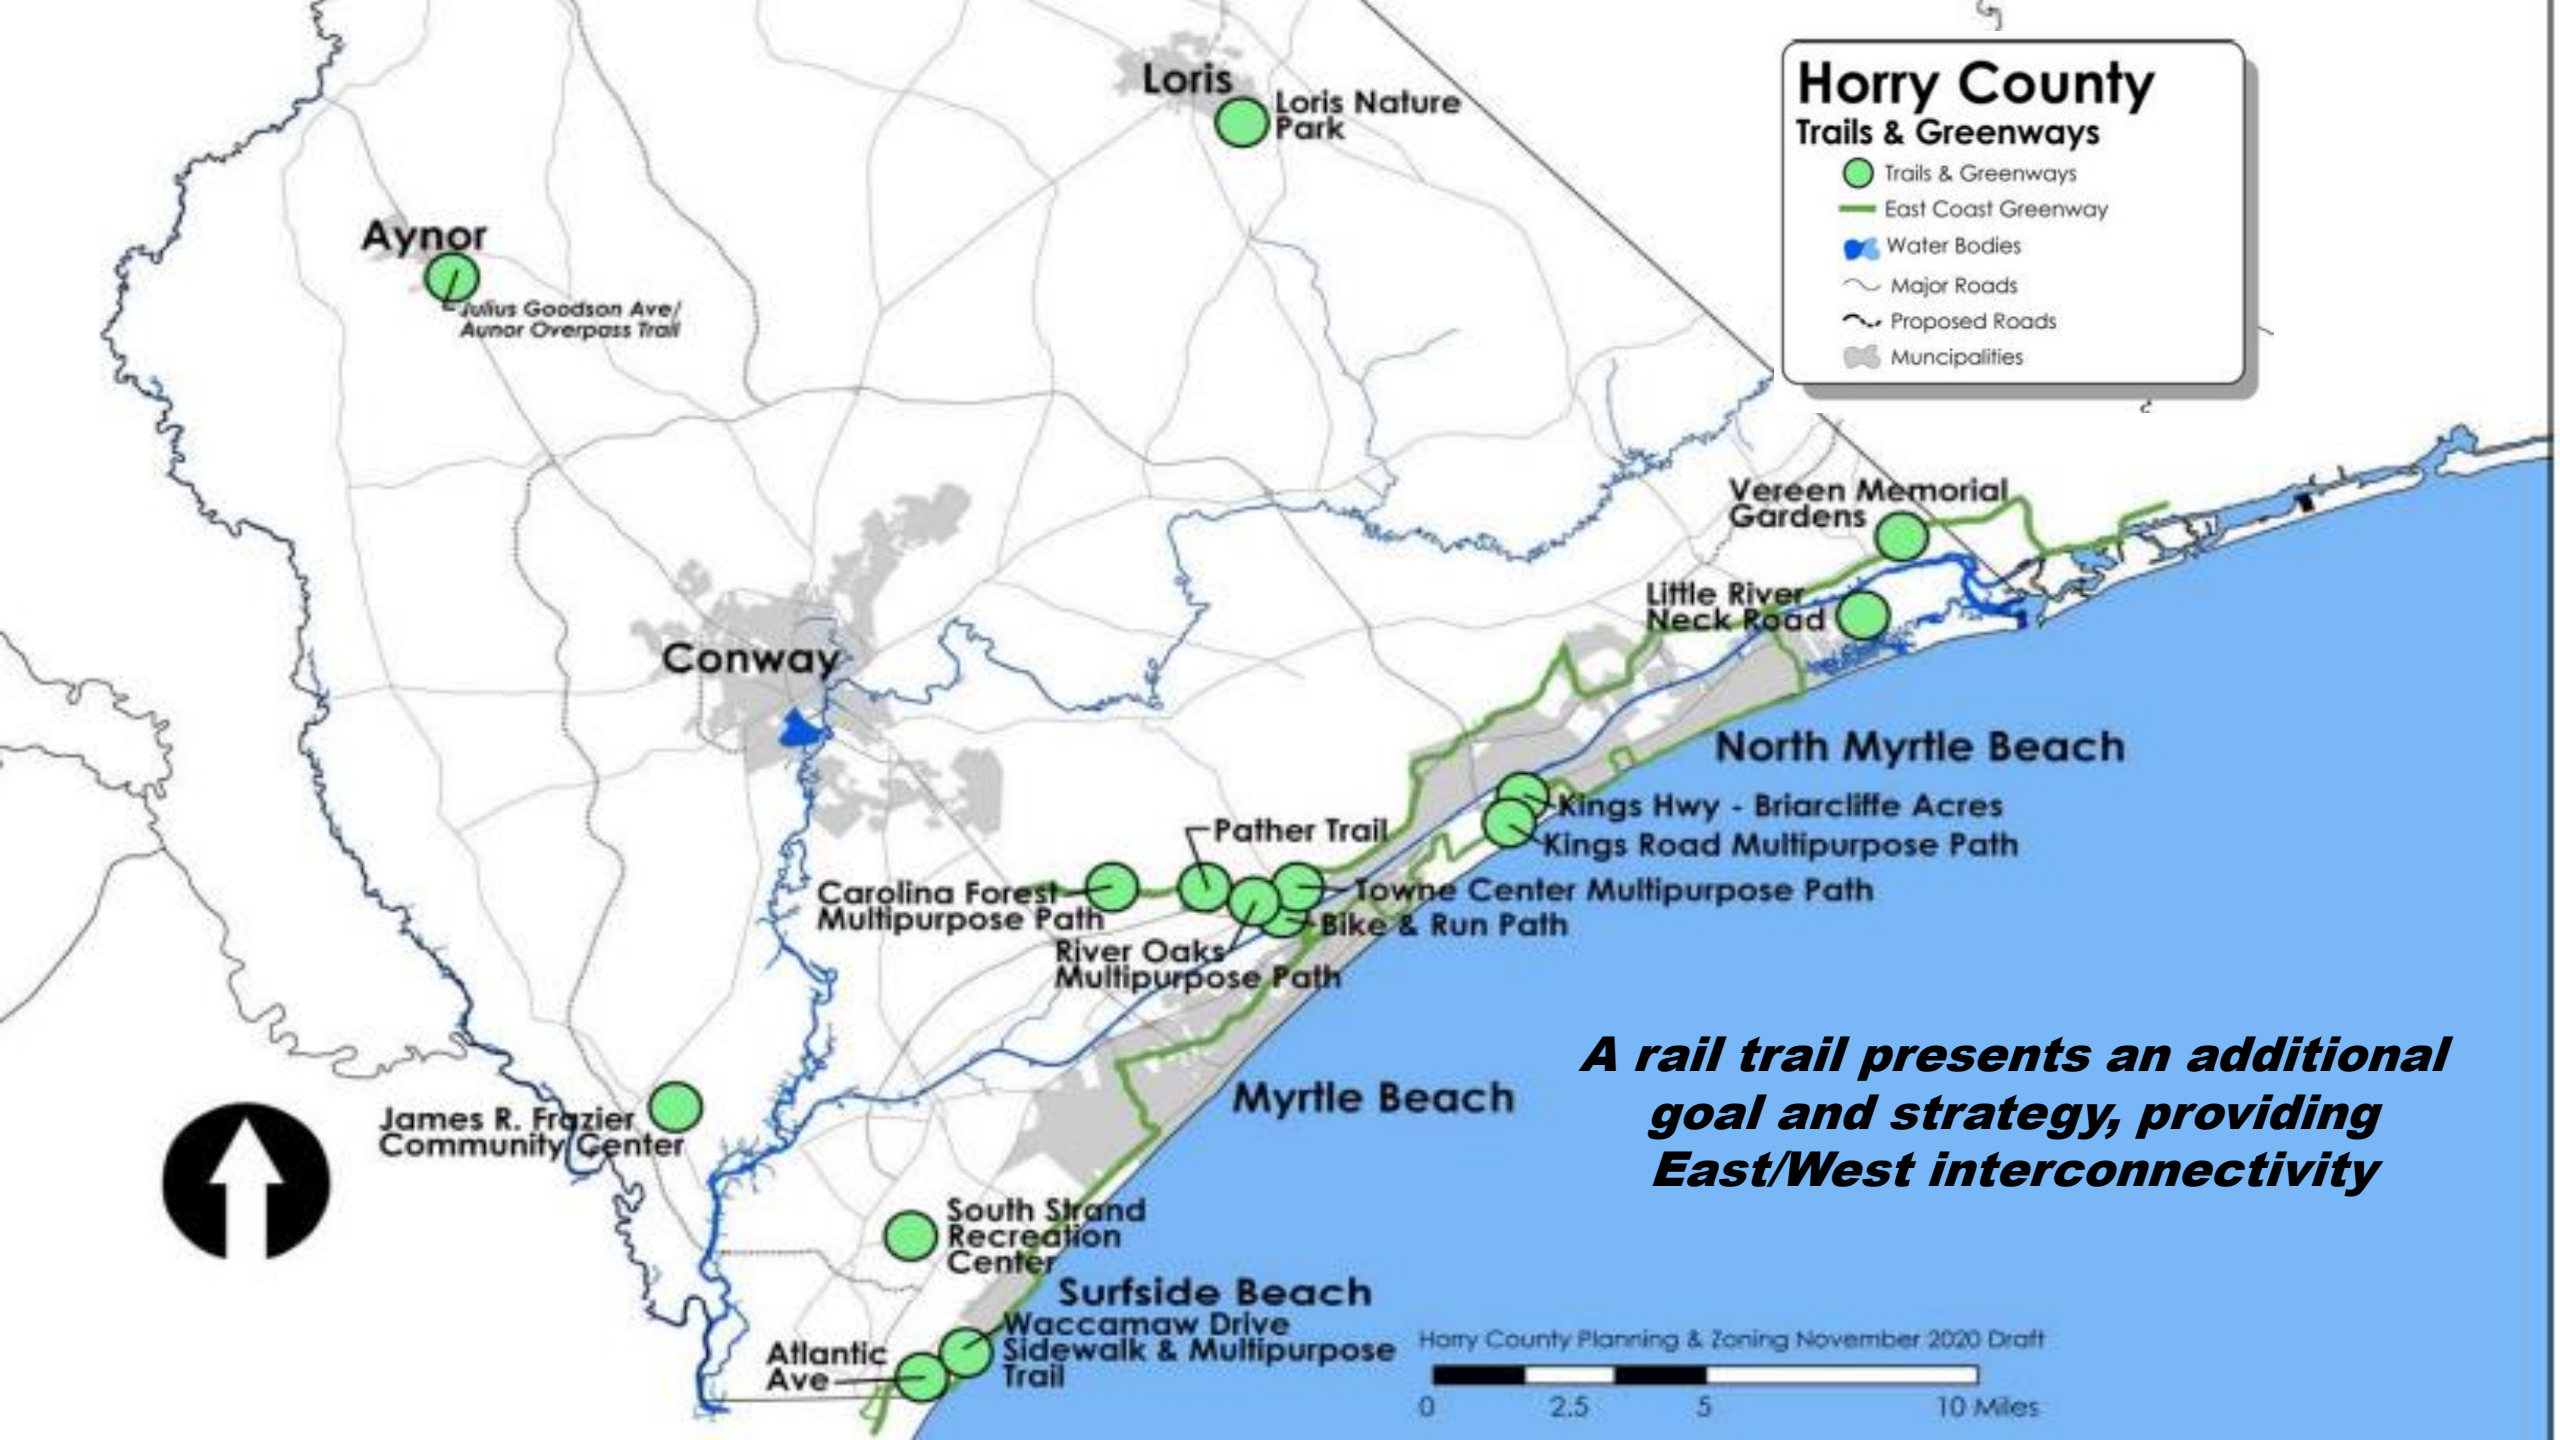 Horry County
Trails & Greenways
Trails & Greenways
East Coast Greenway
Water Bodies
Major Roads
Proposed Roads
Muncipalities
Loris
Loris Nature
Park
Aynor
Julius Goodson Ave/
Aunor Overpass Trail
Vereen Memorial
Gardens
Little River
Neck Road
Conway
North Myrtle Beach
Kings Hwy - Briarcliffe Acres
Kings Road Multipurpose Path
Pather Trail
Carolina Forest
Multipurpose Path
Towne Center Multipurpose Path
Bike & Run Path
River Oaks
Multipurpose Path
Myrtle Beach
A rail trail presents an additional
goal and strategy, providing
East/West interconnectivity
James R. Frazier
Community Center
South Strand
Recreation
Center
Surfside Beach
Waccamaw Drive
Sidewalk & Multipurpose
Trail
Atlantic
Ave
Horry County Planning & Zoning November 2020 Draft
0 2.5 5 10 Miles